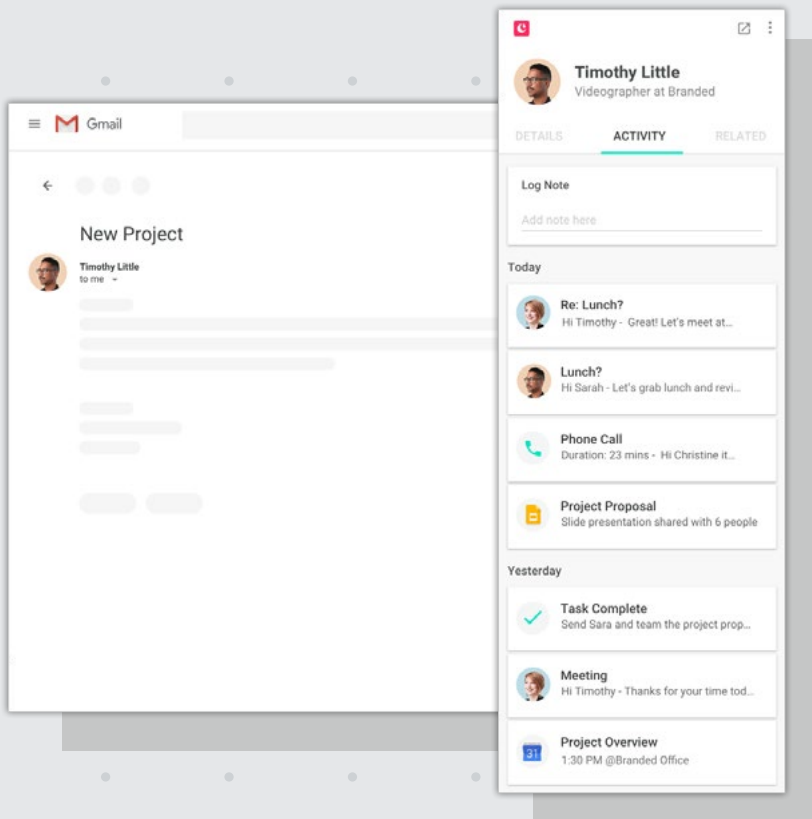 Gmail
New Project
Timothy Little
to me
Timothy Little
Videographer at Branded
DETAILS
ACTIVITY
RELATED
Log Note
Add note here
Today
Re: Lunch?
Hi Timothy - Great! Let's meet at…
Lunch?
Hi Sarah - Let's grab lunch and revi…
Phone Call
Duration: 23 mins - Hi Christine it…
Project Proposal
Slide presentation shared with 6 people
Yesterday
Task Complete
Send Sara and team the project prop…
Meeting
Hi Timothy - Thanks for your time tod…
31
Project Overview
1:30 PM @Branded Office